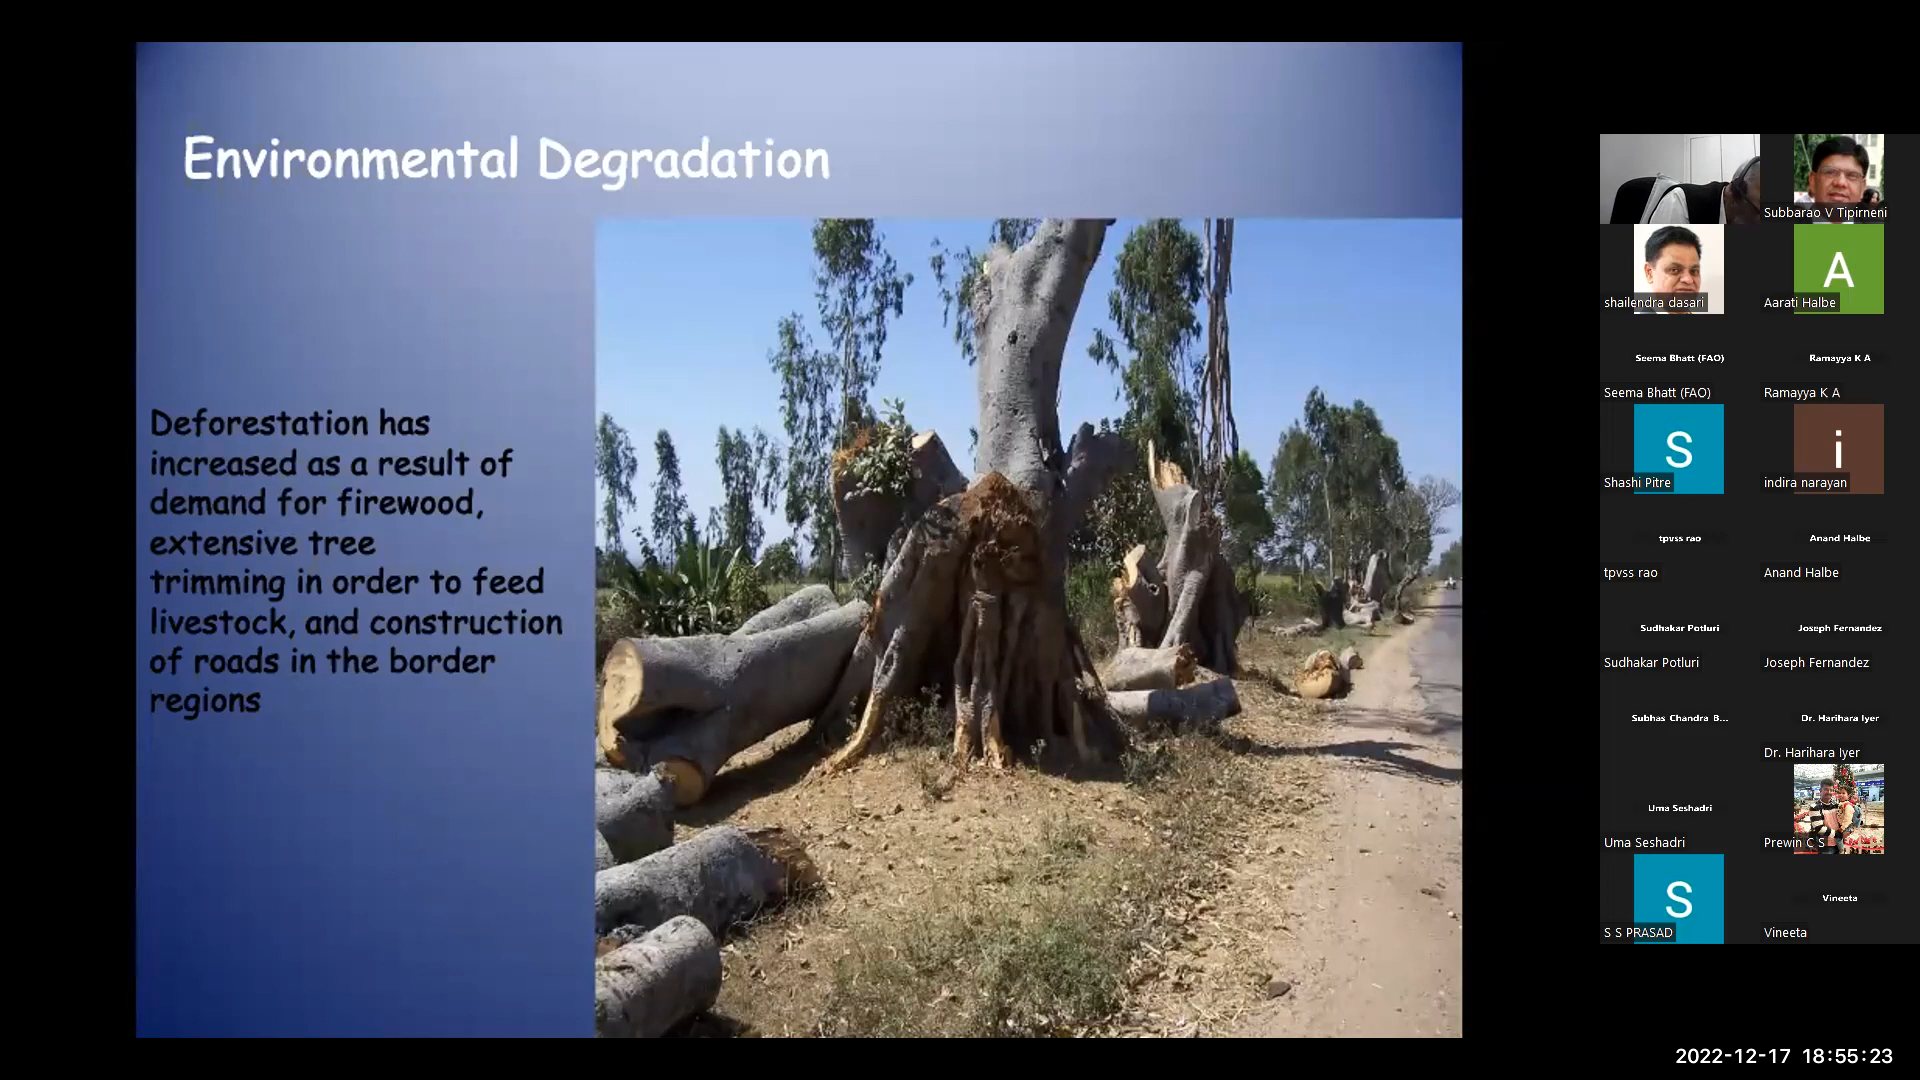 Environmental Degradation
Deforestation has
increased as a result of
demand for firewood,
extensive tree
trimming in order to feed
livestock, and construction
of roads in the border
regions
Subbarao V Tipirneni
shailendra dasari
A
Aarati Halbe
Seema Bhatt (FAO)
Seema Bhatt (FAO)
Ramayya K A
Ramayya K A
S
Shashi Pitre
i
indira narayan
tpvss rao
tpvss rao
Anand Halbe
Anand Halbe
Sudhakar Potluri
Sudhakar Potluri
Joseph Fernandez
Joseph Fernandez
Subhas Chandra B...
Dr. Harihara Iyer
Dr. Harihara Iyer
Uma Seshadri
Uma Seshadri
Prewin C S
S
S S PRASAD
Vineeta
Vineeta
2022-12-17 18:55:23